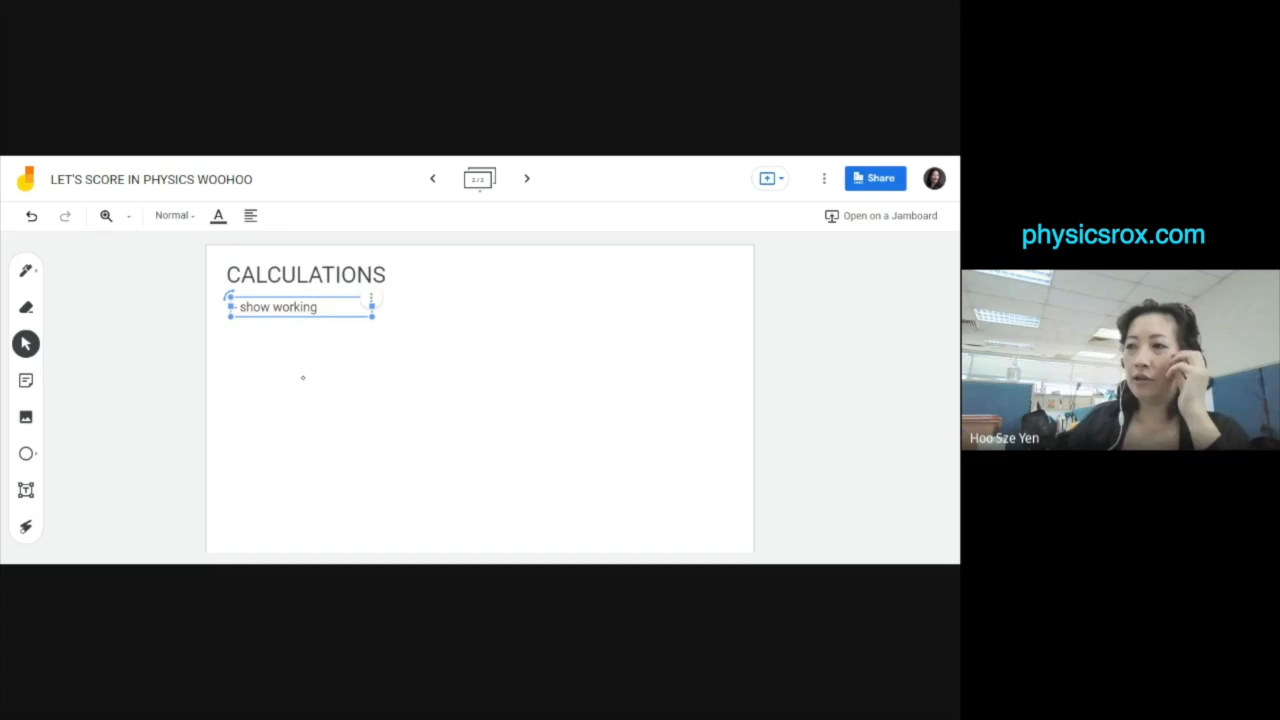 LET'S SCORE IN PHYSICS WOOHOO
2 / 2
Share
Normal
A
Open on a Jamboard
CALCULATIONS
- show working
T
physicsrox.com
Hoo Sze Yen